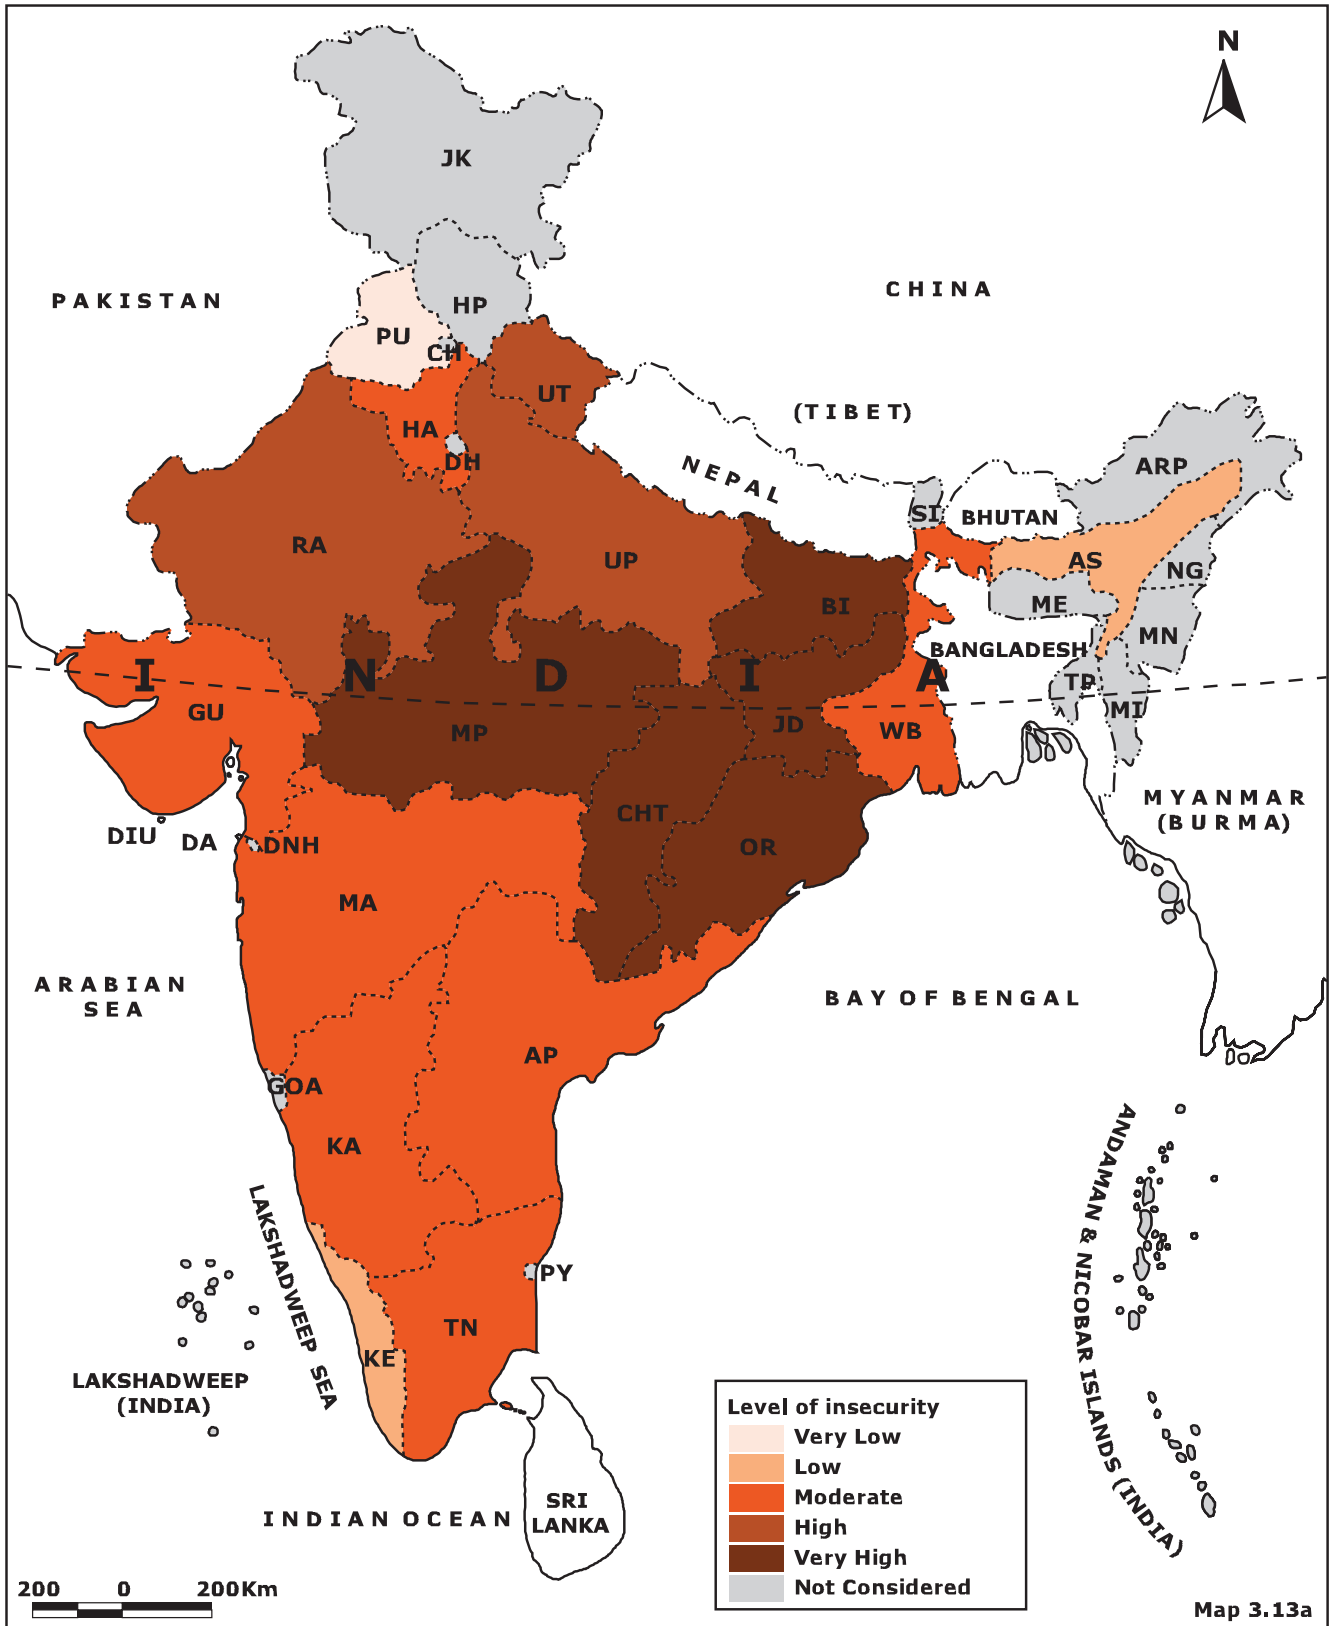 N
JK
PAKISTAN
HP
CHINA
PU
CH
UT
(TIBET)
HA
DH
NEPAL
ARP
SI
BHUTAN
RA
UP
AS
NG
BI
ME
MN
BANGLADESH
I N D I A
TP
GU
MP
JD
WB
MI
CHT
MYANMAR
(BURMA)
DIU
DA
DNH
OR
MA
ARABIAN
SEA
BAY OF BENGAL
AP
GOA
KA
ANDAMAN & NICOBAR ISLANDS (INDIA)
LAKSHADWEEP SEA
PY
TN
KE
LAKSHADWEEP
(INDIA)
Level of insecurity
Very Low
Low
Moderate
High
Very High
Not Considered
INDIAN OCEAN
SRI
LANKA
200 0 200Km
Map 3.13a